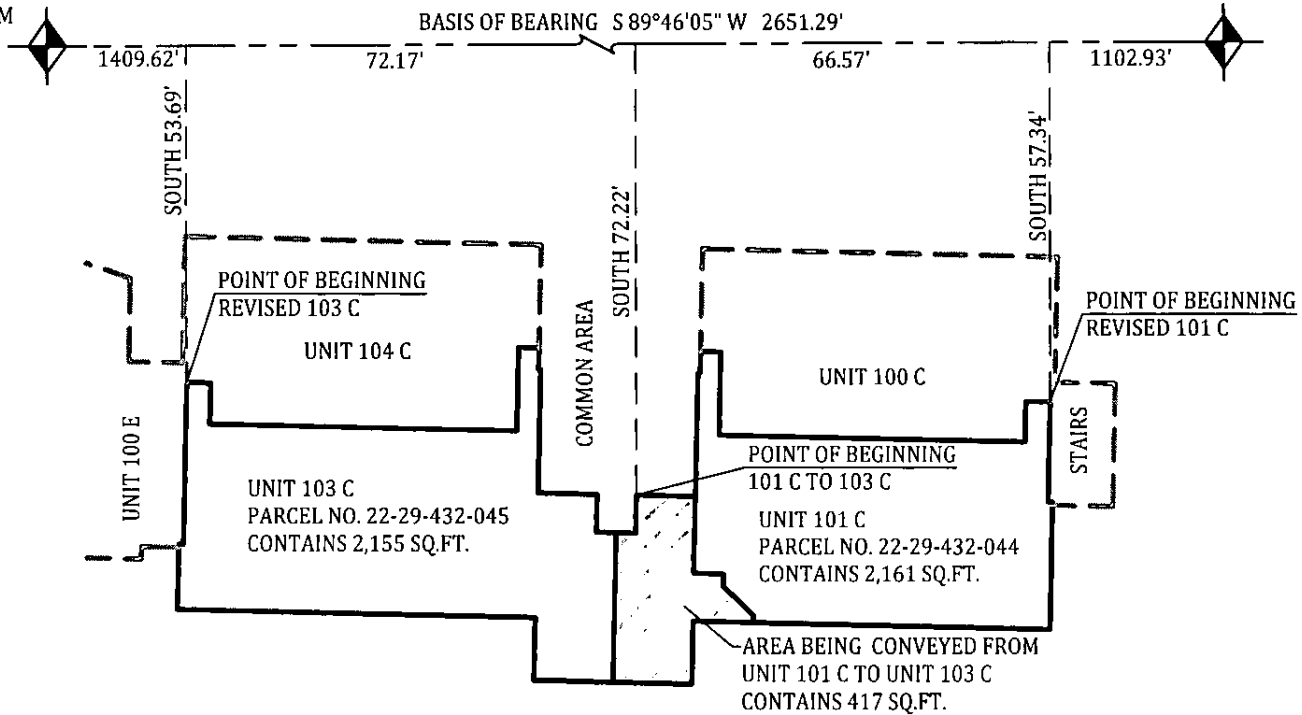 M
BASIS OF BEARING S 89°46'05" W 2651.29'
1409.62'
72.17'
66.57'
1102.93'
SOUTH 53.69'
SOUTH 72.22'
SOUTH 57.34'
POINT OF BEGINNING
REVISED 103 C
UNIT 104 C
COMMON AREA
UNIT 100 C
POINT OF BEGINNING
REVISED 101 C
UNIT 100 E
STAIRS
POINT OF BEGINNING
101 C TO 103 C
UNIT 103 C
PARCEL NO. 22-29-432-045
CONTAINS 2,155 SQ.FT.
UNIT 101 C
PARCEL NO. 22-29-432-044
CONTAINS 2,161 SQ.FT.
AREA BEING CONVEYED FROM
UNIT 101 C TO UNIT 103 C
CONTAINS 417 SQ.FT.